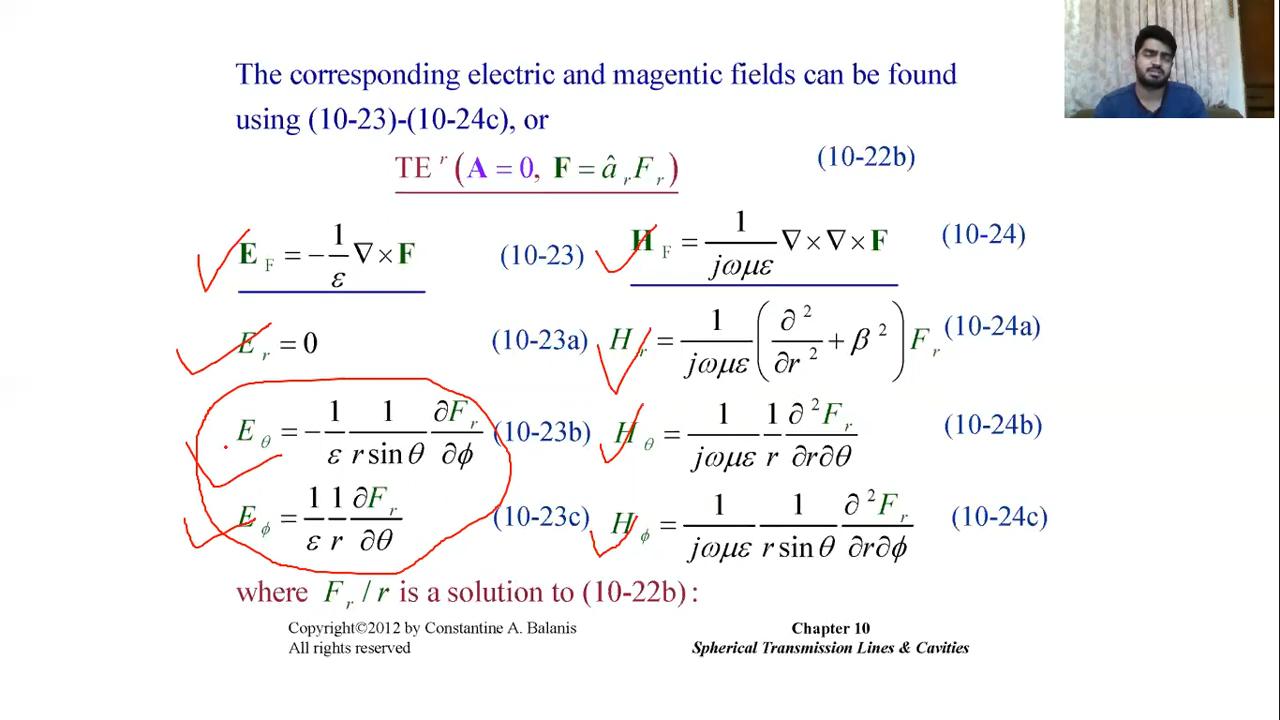 The corresponding electric and magentic fields can be found
using (10-23)-(10-24c), or
TE^r (A = 0, F = â_r F_r) (10-22b)
E_F = −1/ε ∇×F (10-23)
H_F = 1/(jωμε) ∇×∇×F (10-24)
E_r = 0 (10-23a)
H_r = 1/(jωμε) (∂²/∂r² + β²) F_r (10-24a)
E_θ = −1/ε 1/(r sin θ) ∂F_r/∂ϕ (10-23b)
H_θ = 1/(jωμε) 1/r ∂²F_r/∂r∂θ (10-24b)
E_ϕ = 1/ε 1/r ∂F_r/∂θ (10-23c)
H_ϕ = 1/(jωμε) 1/(r sin θ) ∂²F_r/∂r∂ϕ (10-24c)
where F_r / r is a solution to (10-22b) :
Copyright©2012 by Constantine A. Balanis
All rights reserved
Chapter 10
Spherical Transmission Lines & Cavities